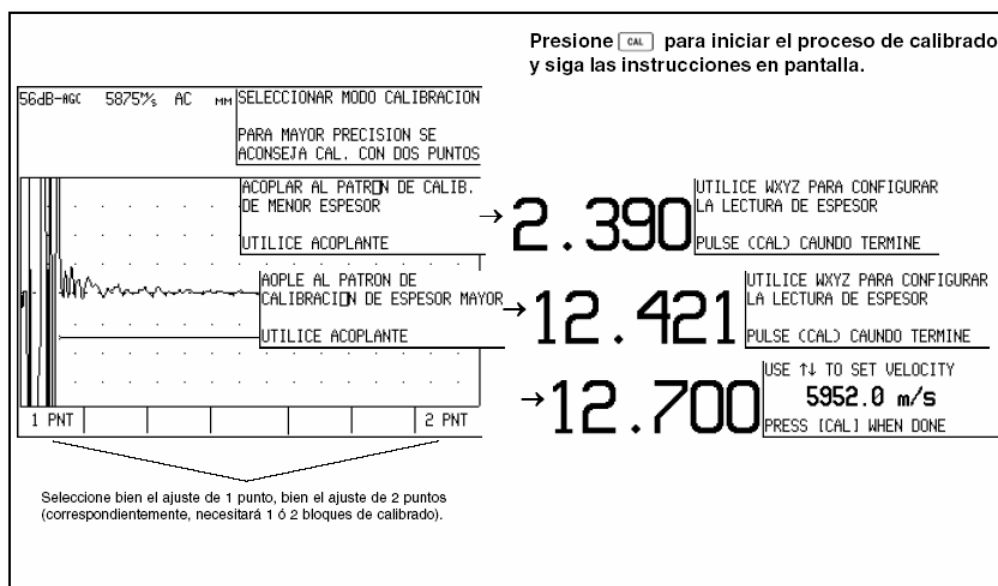 Presione CAL para iniciar el proceso de calibrado
y siga las instrucciones en pantalla.
56dB-AGC 5875M/s AC MM
SELECCIONAR MODO CALIBRACION
PARA MAYOR PRECISION SE
ACONSEJA CAL. CON DOS PUNTOS
ACOPLAR AL PATR▯N DE CALIB.
DE MENOR ESPESOR
UTILICE ACOPLANTE
→ 2.390
UTILICE WXYZ PARA CONFIGURAR
LA LECTURA DE ESPESOR
PULSE (CAL) CAUNDO TERMINE
AOPLE AL PATRON DE
CALIBRACI▯N DE ESPESOR MAYOR
UTILICE ACOPLANTE
→ 12.421
UTILICE WXYZ PARA CONFIGURAR
LA LECTURA DE ESPESOR
PULSE (CAL) CAUNDO TERMINE
→ 12.700
USE ↑↓ TO SET VELOCITY
5952.0 m/s
PRESS [CAL] WHEN DONE
1 PNT 2 PNT
Seleccione bien el ajuste de 1 punto, bien el ajuste de 2 puntos
(correspondientemente, necesitará 1 ó 2 bloques de calibrado).